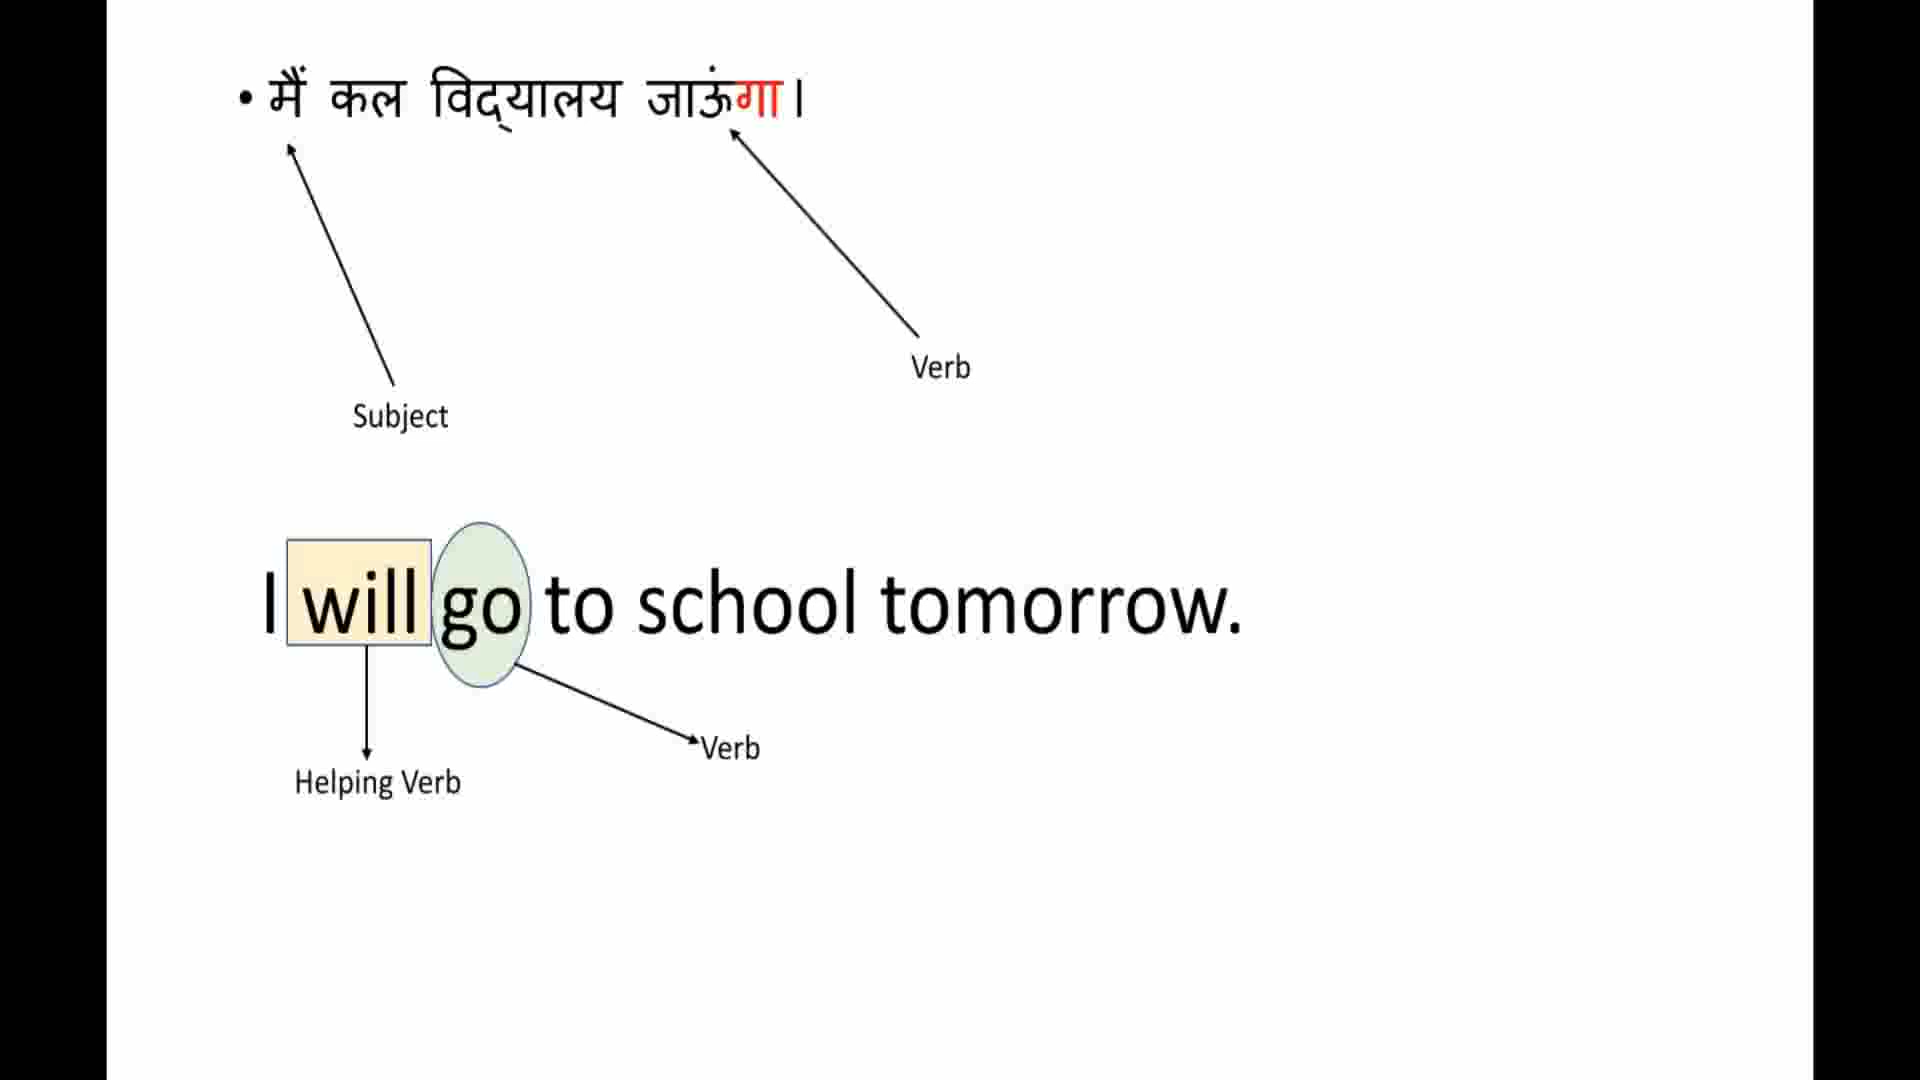 • मैं कल विद्‌यालय जाऊंगा।
Verb
Subject
I will go to school tomorrow.
Verb
Helping Verb